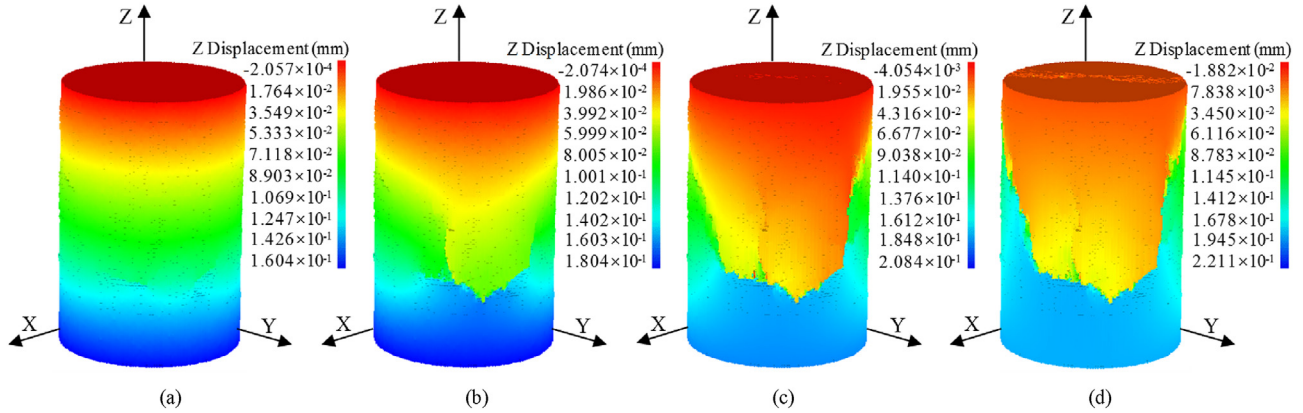 Z
Z Displacement (mm)
-2.057×10⁻⁴
1.764×10⁻²
3.549×10⁻²
5.333×10⁻²
7.118×10⁻²
8.903×10⁻²
1.069×10⁻¹
1.247×10⁻¹
1.426×10⁻¹
1.604×10⁻¹
X
Y
(a)
Z
Z Displacement (mm)
-2.074×10⁻⁴
1.986×10⁻²
3.992×10⁻²
5.999×10⁻²
8.005×10⁻²
1.001×10⁻¹
1.202×10⁻¹
1.402×10⁻¹
1.603×10⁻¹
1.804×10⁻¹
X
Y
(b)
Z
Z Displacement (mm)
-4.054×10⁻³
1.955×10⁻²
4.316×10⁻²
6.677×10⁻²
9.038×10⁻²
1.140×10⁻¹
1.376×10⁻¹
1.612×10⁻¹
1.848×10⁻¹
2.084×10⁻¹
X
Y
(c)
Z
Z Displacement (mm)
-1.882×10⁻²
7.838×10⁻³
3.450×10⁻²
6.116×10⁻²
8.783×10⁻²
1.145×10⁻¹
1.412×10⁻¹
1.678×10⁻¹
1.945×10⁻¹
2.211×10⁻¹
X
Y
(d)